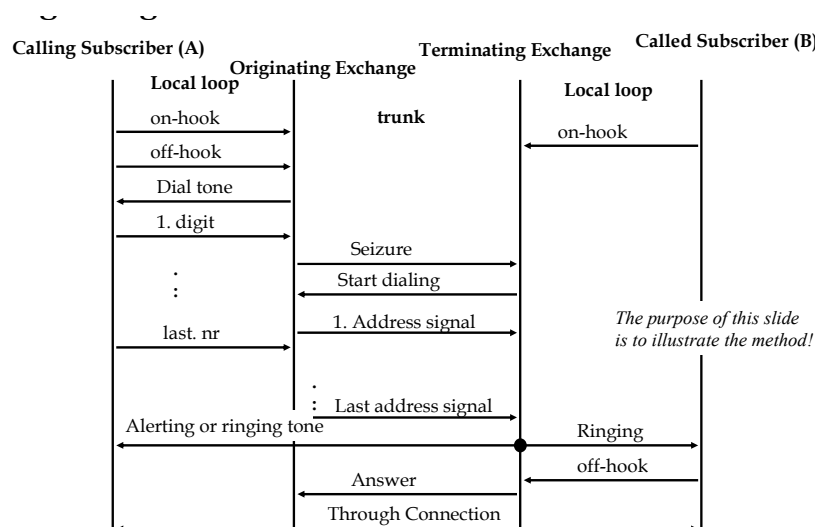 Calling Subscriber (A)
Terminating Exchange
Called Subscriber (B)
Originating Exchange
Local loop
Local loop
on-hook
trunk
on-hook
off-hook
Dial tone
1. digit
Seizure
Start dialing
:
:
The purpose of this slide
is to illustrate the method!
last. nr
1. Address signal
:
Last address signal
Alerting or ringing tone
Ringing
off-hook
Answer
Through Connection